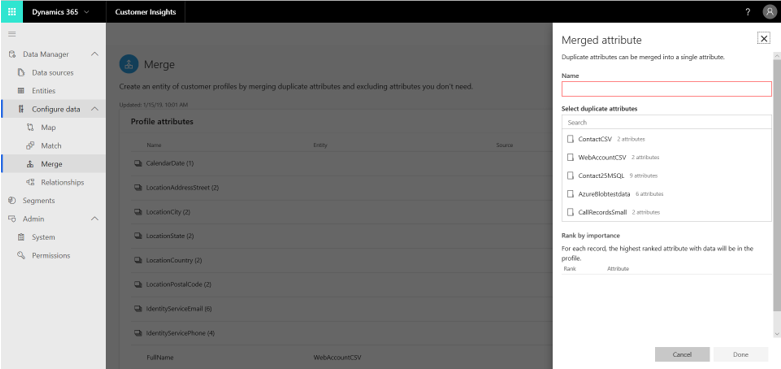 Dynamics 365
Customer Insights
?
Data Manager
Data sources
Entities
Configure data
Map
Match
Merge
Relationships
Segments
Admin
System
Permissions
Merge
Create an entity of customer profiles by merging duplicate attributes and excluding attributes you don't need.
Updated: 1/15/19, 10:01 AM
Profile attributes
Name Entity Source
CalenderDate (1)
LocationAddressStreet (2)
LocationCity (2)
LocationState (2)
LocationCountry (2)
LocationPostalCode (2)
IdentityServiceEmail (6)
IdentityServicePhone (4)
FullName WebAccountCSV
Merged attribute
Duplicate attributes can be merged into a single attribute.
Name
Select duplicate attributes
Search
ContactCSV 2 attributes
WebAccountCSV 2 attributes
Contact25MSQL 9 attributes
AzureBlobtestdata 6 attributes
CallRecordsSmall 2 attributes
Rank by importance
For each record, the highest ranked attribute with data will be in the
profile.
Rank Attribute
Cancel Done